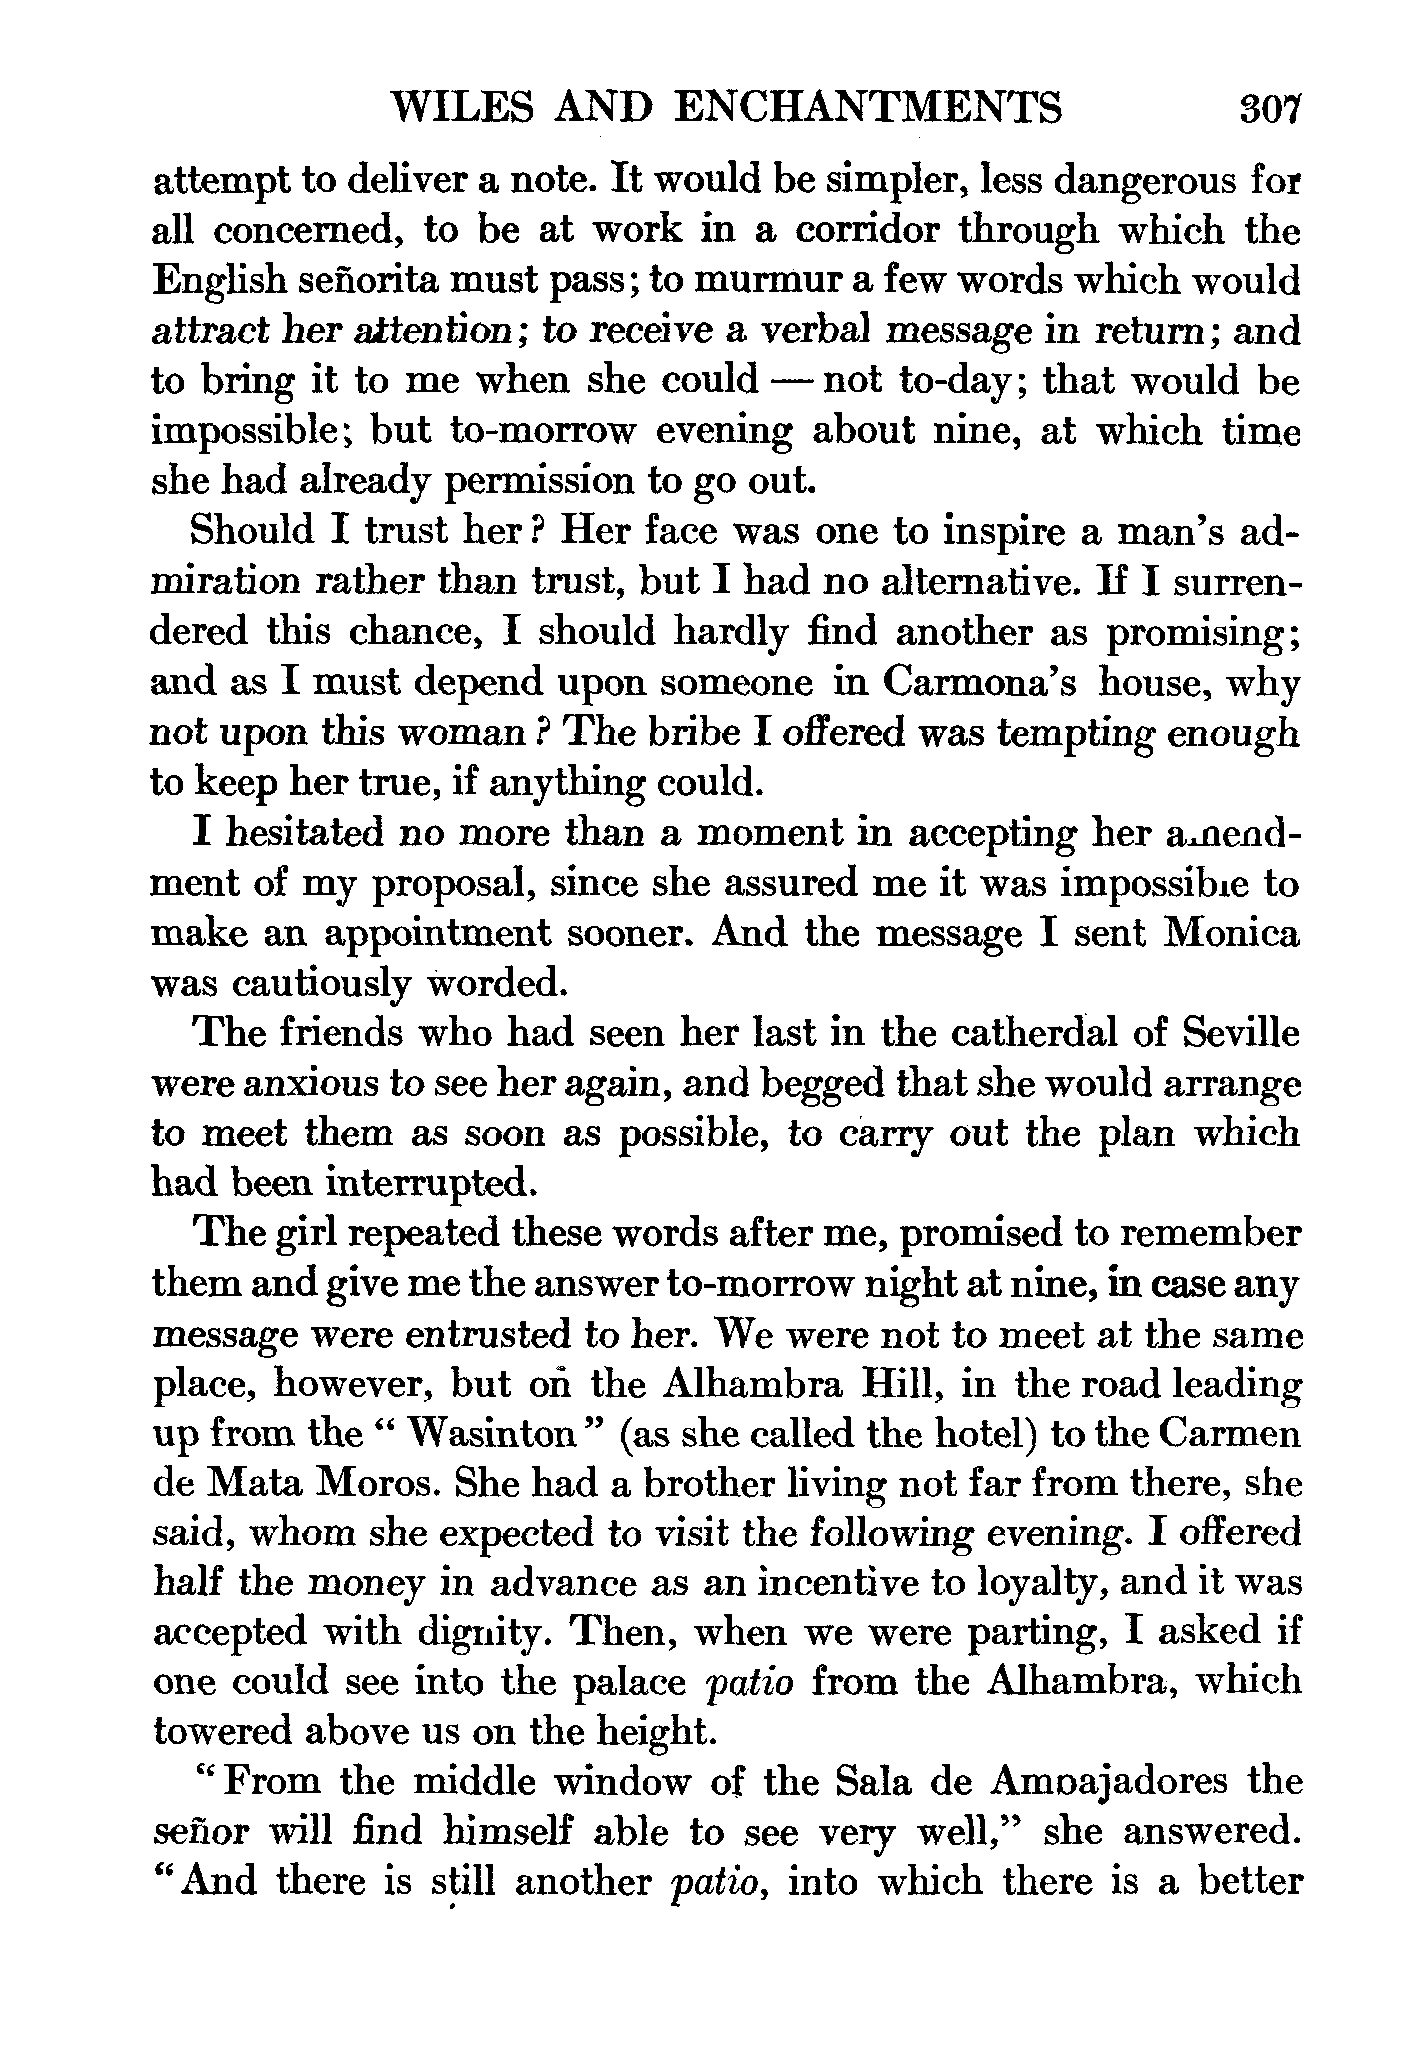 WILES AND ENCHANTMENTS 307
attempt to deliver a note. It would be simpler, less dangerous for
all concerned, to be at work in a corridor through which the
English señorita must pass; to murmur a few words which would
attract her attention; to receive a verbal message in return; and
to bring it to me when she could — not to-day; that would be
impossible; but to-morrow evening about nine, at which time
she had already permission to go out.
Should I trust her? Her face was one to inspire a man's ad-
miration rather than trust, but I had no alternative. If I surren-
dered this chance, I should hardly find another as promising;
and as I must depend upon someone in Carmona's house, why
not upon this woman? The bribe I offered was tempting enough
to keep her true, if anything could.
I hesitated no more than a moment in accepting her amend-
ment of my proposal, since she assured me it was impossible to
make an appointment sooner. And the message I sent Monica
was cautiously worded.
The friends who had seen her last in the catherdal of Seville
were anxious to see her again, and begged that she would arrange
to meet them as soon as possible, to carry out the plan which
had been interrupted.
The girl repeated these words after me, promised to remember
them and give me the answer to-morrow night at nine, in case any
message were entrusted to her. We were not to meet at the same
place, however, but on the Alhambra Hill, in the road leading
up from the "Wasinton" (as she called the hotel) to the Carmen
de Mata Moros. She had a brother living not far from there, she
said, whom she expected to visit the following evening. I offered
half the money in advance as an incentive to loyalty, and it was
accepted with dignity. Then, when we were parting, I asked if
one could see into the palace patio from the Alhambra, which
towered above us on the height.
"From the middle window of the Sala de Ambajadores the
señor will find himself able to see very well," she answered.
"And there is still another patio, into which there is a better